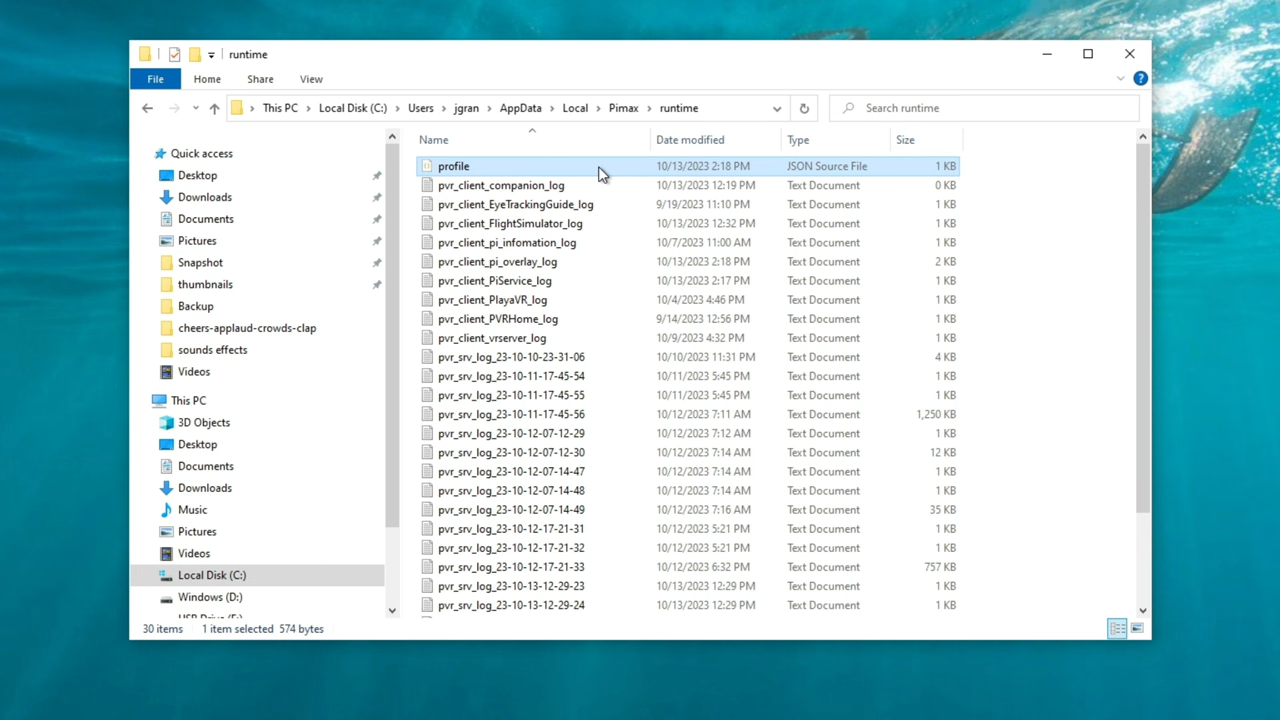 runtime
File Home Share View
This PC Local Disk (C:) Users jgran AppData Local Pimax runtime Search runtime
Quick access
Desktop
Downloads
Documents
Pictures
Snapshot
thumbnails
Backup
cheers-applaud-crowds-clap
sounds effects
Videos
This PC
3D Objects
Desktop
Documents
Downloads
Music
Pictures
Videos
Local Disk (C:)
Windows (D:)
Name Date modified Type Size
profile 10/13/2023 2:18 PM JSON Source File 1 KB
pvr_client_companion_log 10/13/2023 12:19 PM Text Document 0 KB
pvr_client_EyeTrackingGuide_log 9/19/2023 11:10 PM Text Document 1 KB
pvr_client_FlightSimulator_log 10/13/2023 12:32 PM Text Document 1 KB
pvr_client_pi_infomation_log 10/7/2023 11:00 AM Text Document 1 KB
pvr_client_pi_overlay_log 10/13/2023 2:18 PM Text Document 2 KB
pvr_client_PiService_log 10/13/2023 2:17 PM Text Document 1 KB
pvr_client_PlayaVR_log 10/4/2023 4:46 PM Text Document 1 KB
pvr_client_PVRHome_log 9/14/2023 12:56 PM Text Document 1 KB
pvr_client_vrserver_log 10/9/2023 4:32 PM Text Document 1 KB
pvr_srv_log_23-10-10-23-31-06 10/10/2023 11:31 PM Text Document 4 KB
pvr_srv_log_23-10-11-17-45-54 10/11/2023 5:45 PM Text Document 1 KB
pvr_srv_log_23-10-11-17-45-55 10/11/2023 5:45 PM Text Document 1 KB
pvr_srv_log_23-10-11-17-45-56 10/12/2023 7:11 AM Text Document 1,250 KB
pvr_srv_log_23-10-12-07-12-29 10/12/2023 7:12 AM Text Document 1 KB
pvr_srv_log_23-10-12-07-12-30 10/12/2023 7:14 AM Text Document 12 KB
pvr_srv_log_23-10-12-07-14-47 10/12/2023 7:14 AM Text Document 1 KB
pvr_srv_log_23-10-12-07-14-48 10/12/2023 7:14 AM Text Document 1 KB
pvr_srv_log_23-10-12-07-14-49 10/12/2023 7:16 AM Text Document 35 KB
pvr_srv_log_23-10-12-17-21-31 10/12/2023 5:21 PM Text Document 1 KB
pvr_srv_log_23-10-12-17-21-32 10/12/2023 5:21 PM Text Document 1 KB
pvr_srv_log_23-10-12-17-21-33 10/12/2023 6:32 PM Text Document 757 KB
pvr_srv_log_23-10-13-12-29-23 10/13/2023 12:29 PM Text Document 1 KB
pvr_srv_log_23-10-13-12-29-24 10/13/2023 12:29 PM Text Document 1 KB
30 items 1 item selected 574 bytes